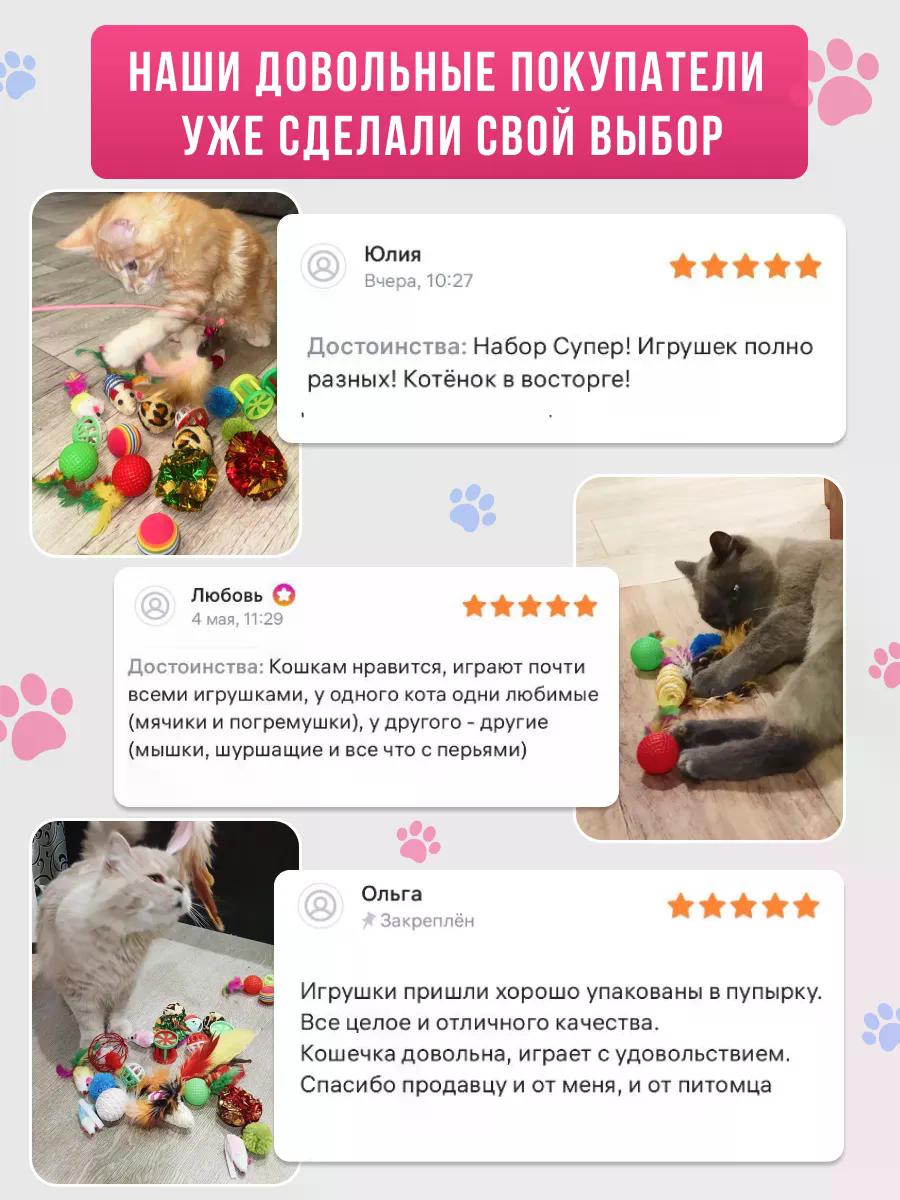 НАШИ ДОВОЛЬНЫЕ ПОКУПАТЕЛИ
УЖЕ СДЕЛАЛИ СВОЙ ВЫБОР
Юлия
Вчера, 10:27
Достоинства: Набор Супер! Игрушек полно
разных! Котёнок в восторге!
Любовь
4 мая, 11:29
Достоинства: Кошкам нравится, играют почти
всеми игрушками, у одного кота одни любимые
(мячики и погремушки), у другого - другие
(мышки, шуршащие и все что с перьями)
Ольга
Закреплён
Игрушки пришли хорошо упакованы в пупырку.
Все целое и отличного качества.
Кошечка довольна, играет с удовольствием.
Спасибо продавцу и от меня, и от питомца